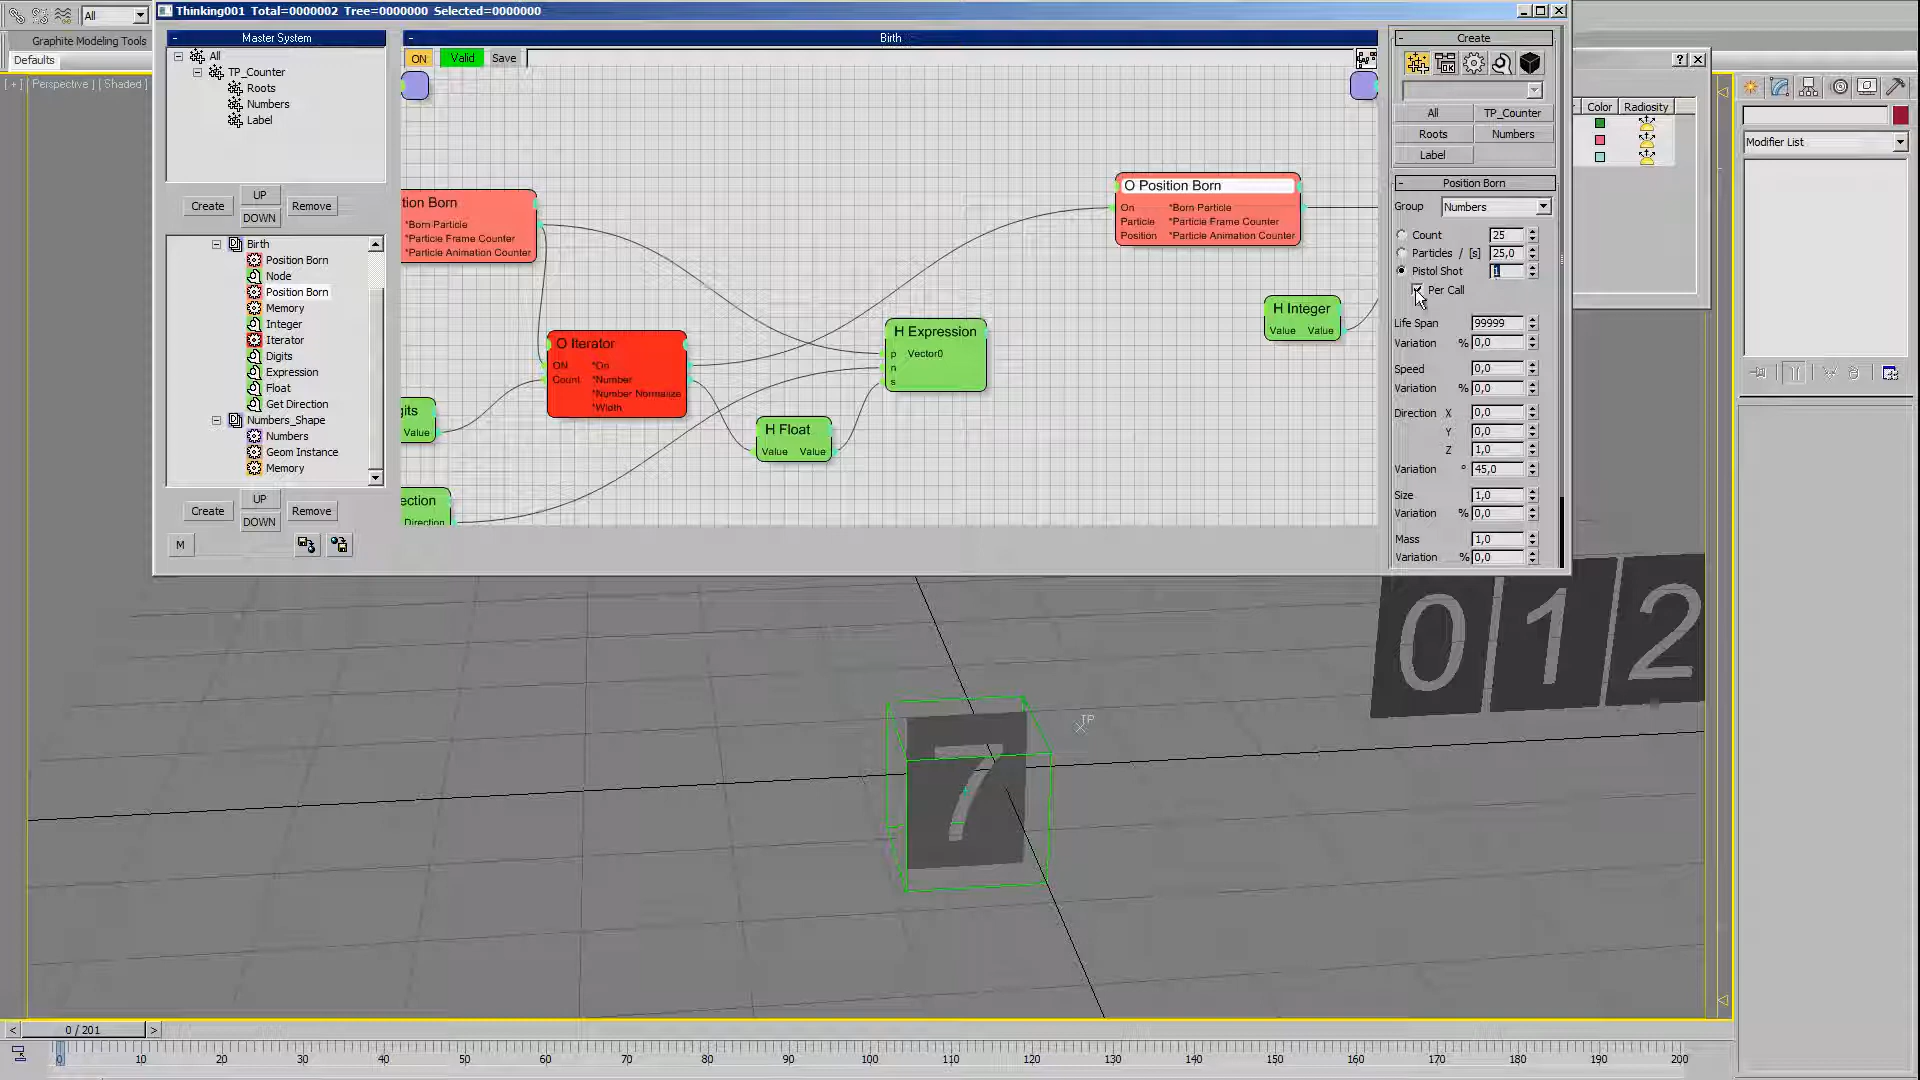 Thinking001 Total=0000002 Tree=0000000 Selected=0000000
All
Graphite Modeling Tools
Defaults
[ + ] [ Perspective ] [ Shaded ]
Master System
All
TP_Counter
Roots
Numbers
Label
Create
UP
DOWN
Remove
Birth
Position Born
Node
Position Born
Memory
Integer
Iterator
Digits
Expression
Float
Get Direction
Numbers_Shape
Numbers
Geom Instance
Memory
Create
UP
DOWN
Remove
M
Birth
ON
Valid
Save
tion Born
*Born Particle
*Particle Frame Counter
*Particle Animation Counter
O Iterator
ON *On
Count *Number
*Number Normalize
*Width
gits
Value
ection
Direction
H Float
Value Value
H Expression
p Vector0
n
s
O Position Born
On *Born Particle
Particle *Particle Frame Counter
Position *Particle Animation Counter
H Integer
Value Value
Create
All
TP_Counter
Roots
Numbers
Label
Position Born
Group Numbers
Count 25
Particles / [s] 25,0
Pistol Shot 1
Per Call
Life Span 99999
Variation % 0,0
Speed 0,0
Variation % 0,0
Direction X 0,0
Y 0,0
Z 1,0
Variation ° 45,0
Size 1,0
Variation % 0,0
Mass 1,0
Variation % 0,0
Color Radiosity
Modifier List
0 1 2
TP
7
0 / 201
0 10 20 30 40 50 60 70 80 90 100 110 120 130 140 150 160 170 180 190 200